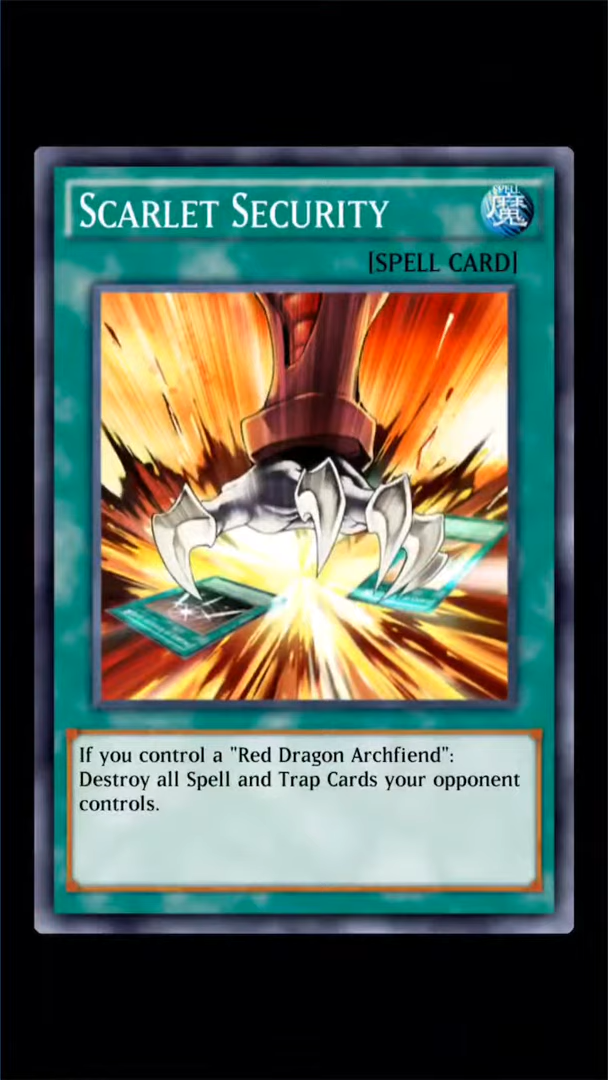 Scarlet Security
SPELL
魔
[SPELL CARD]
If you control a "Red Dragon Archfiend":
Destroy all Spell and Trap Cards your opponent
controls.